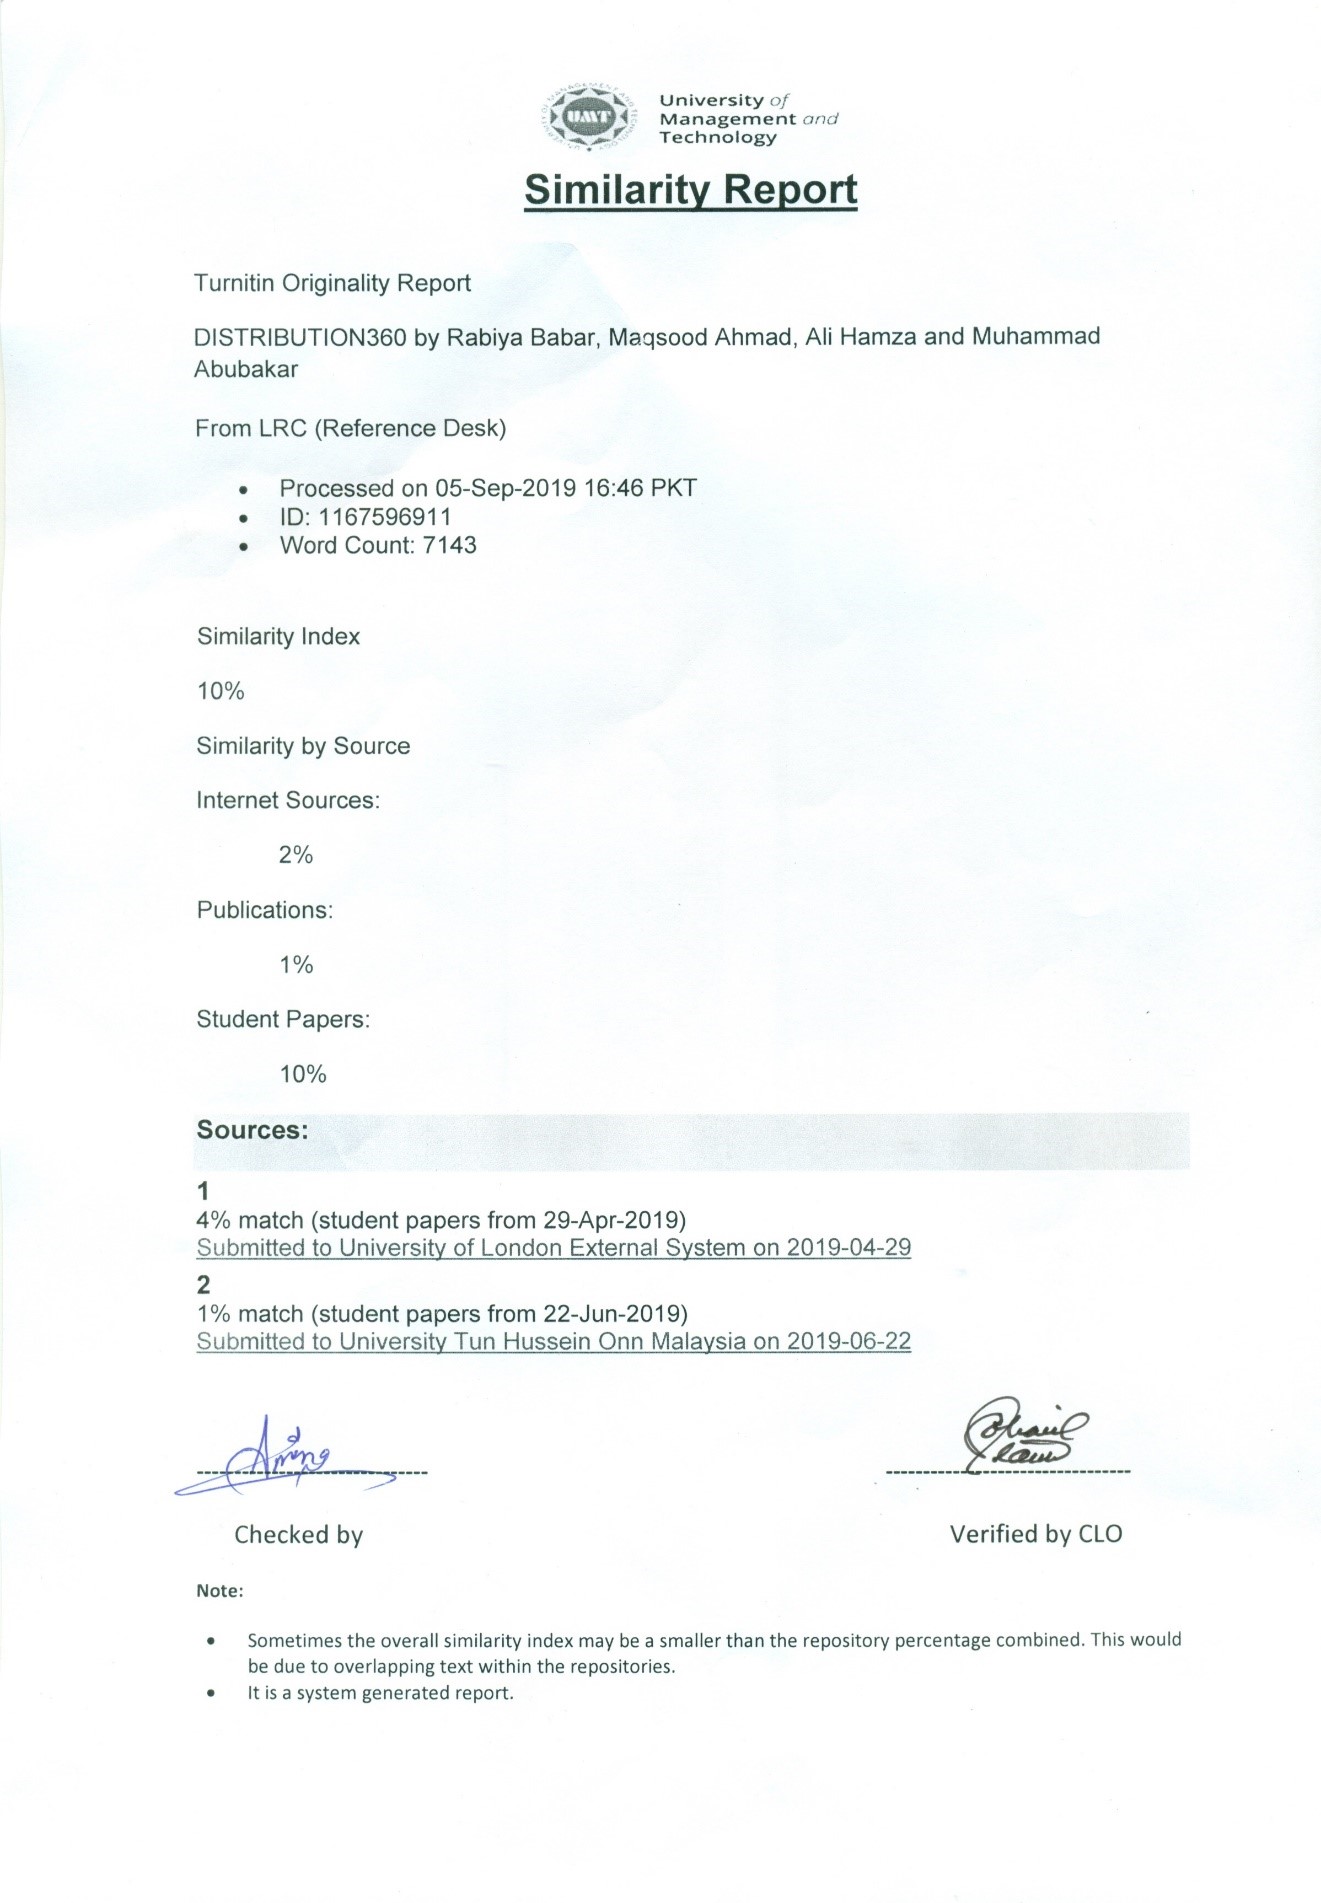 University of
Management and
Technology
UMT
Similarity Report
Turnitin Originality Report
DISTRIBUTION360 by Rabiya Babar, Maqsood Ahmad, Ali Hamza and Muhammad
Abubakar
From LRC (Reference Desk)
• Processed on 05-Sep-2019 16:46 PKT
• ID: 1167596911
• Word Count: 7143
Similarity Index
10%
Similarity by Source
Internet Sources:
2%
Publications:
1%
Student Papers:
10%
Sources:
1
4% match (student papers from 29-Apr-2019)
Submitted to University of London External System on 2019-04-29
2
1% match (student papers from 22-Jun-2019)
Submitted to University Tun Hussein Onn Malaysia on 2019-06-22
Checked by
Verified by CLO
Note:
• Sometimes the overall similarity index may be a smaller than the repository percentage combined. This would
be due to overlapping text within the repositories.
• It is a system generated report.